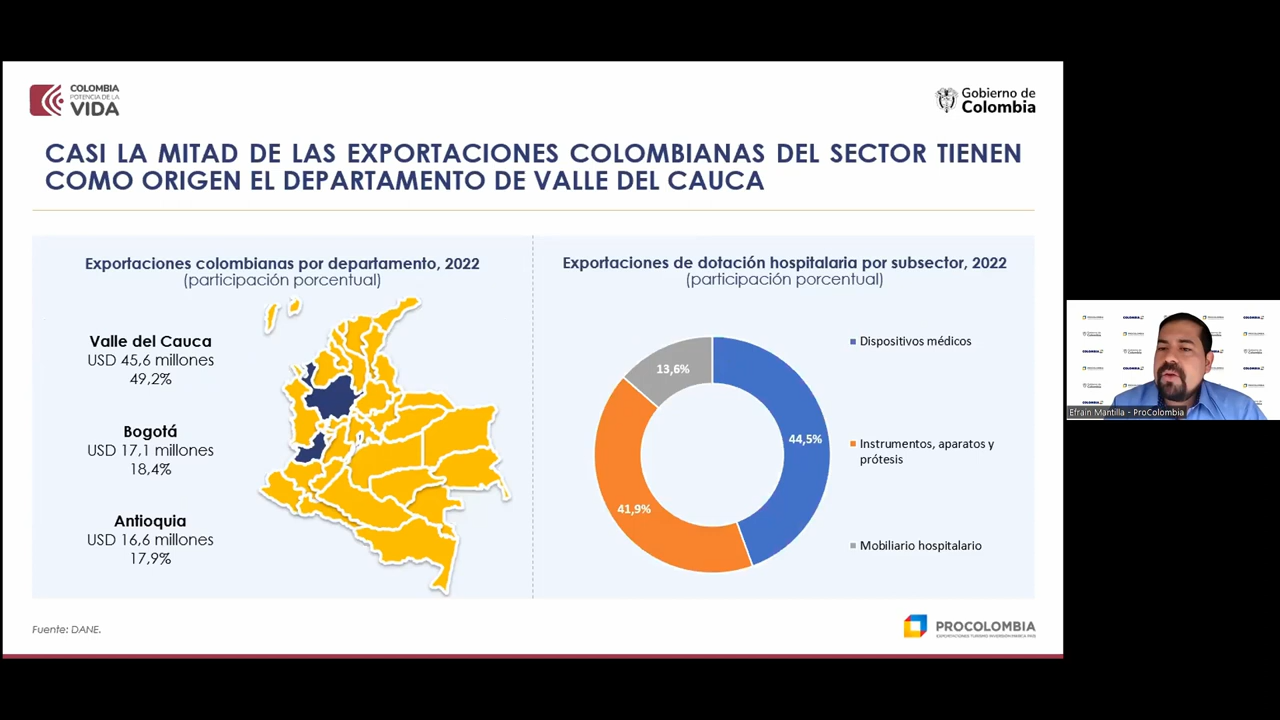 COLOMBIA
POTENCIA DE LA
VIDA
Gobierno de
Colombia
CASI LA MITAD DE LAS EXPORTACIONES COLOMBIANAS DEL SECTOR TIENEN
COMO ORIGEN EL DEPARTAMENTO DE VALLE DEL CAUCA
Exportaciones colombianas por departamento, 2022
(participación porcentual)
Valle del Cauca
USD 45,6 millones
49,2%
Bogotá
USD 17,1 millones
18,4%
Antioquia
USD 16,6 millones
17,9%
Exportaciones de dotación hospitalaria por subsector, 2022
(participación porcentual)
13,6%
44,5%
41,9%
Dispositivos médicos
Instrumentos, aparatos y
prótesis
Mobiliario hospitalario
Fuente: DANE.
PROCOLOMBIA
EXPORTACIONES TURISMO INVERSIÓN MARCA PAÍS
Efrain Mantilla - ProColombia